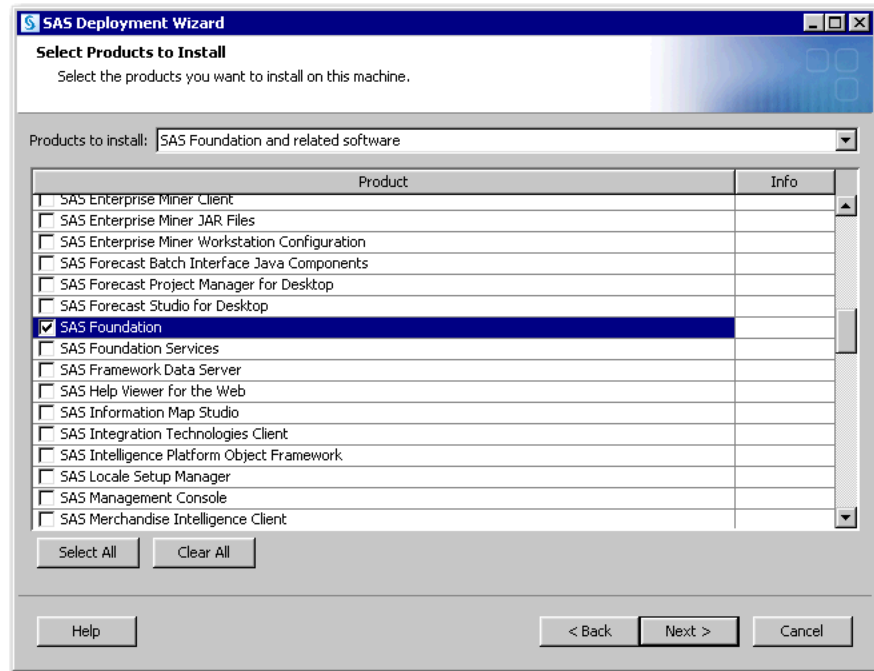 SAS Deployment Wizard
Select Products to Install
Select the products you want to install on this machine.
Products to install: SAS Foundation and related software
Product Info
SAS Enterprise Miner Client
SAS Enterprise Miner JAR Files
SAS Enterprise Miner Workstation Configuration
SAS Forecast Batch Interface Java Components
SAS Forecast Project Manager for Desktop
SAS Forecast Studio for Desktop
SAS Foundation
SAS Foundation Services
SAS Framework Data Server
SAS Help Viewer for the Web
SAS Information Map Studio
SAS Integration Technologies Client
SAS Intelligence Platform Object Framework
SAS Locale Setup Manager
SAS Management Console
SAS Merchandise Intelligence Client
Select All Clear All
Help < Back Next > Cancel